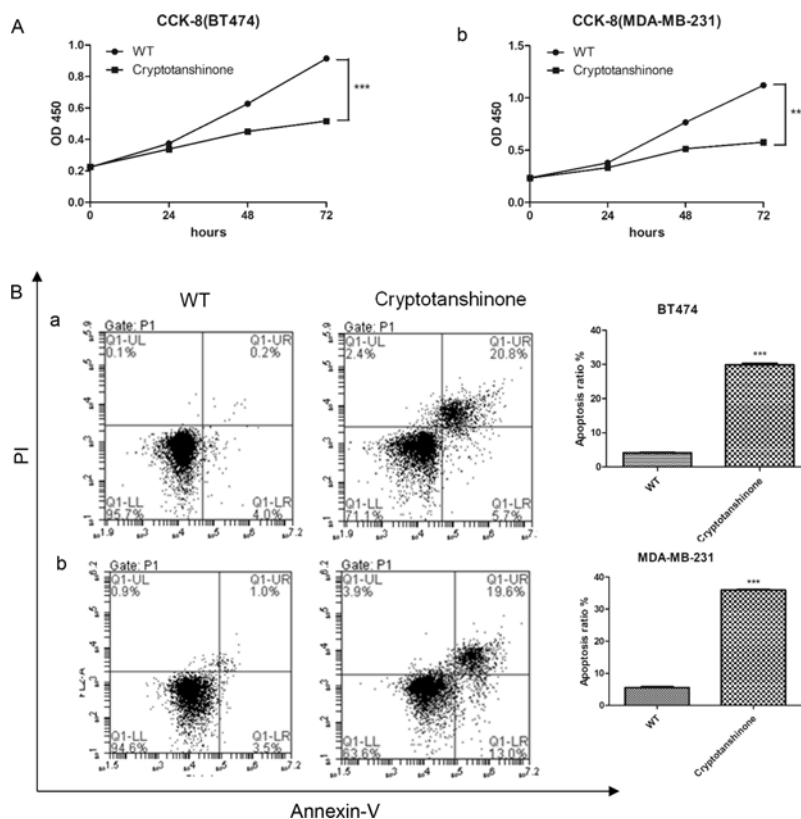 A
CCK-8(BT474)
WT
Cryptotanshinone
OD 450
1.0
0.8
0.6
0.4
0.2
0.0
***
0 24 48 72
hours
b
CCK-8(MDA-MB-231)
WT
Cryptotanshinone
OD 450
1.5
1.0
0.5
0.0
**
0 24 48 72
hours
B
PI
Annexin-V
WT
Cryptotanshinone
a
Gate: P1
Q1-UL
0.1%
Q1-UR
0.2%
Q1-LL
95.7%
Q1-LR
4.0%
Gate: P1
Q1-UL
2.4%
Q1-UR
20.8%
Q1-LL
71.1%
Q1-LR
5.7%
BT474
Apoptosis ratio %
40
30
20
10
0
***
WT
Cryptotanshinone
b
Gate: P1
Q1-UL
0.9%
Q1-UR
1.0%
Q1-LL
94.6%
Q1-LR
3.5%
Gate: P1
Q1-UL
3.9%
Q1-UR
19.6%
Q1-LL
63.6%
Q1-LR
13.0%
MDA-MB-231
Apoptosis ratio %
40
30
20
10
0
***
WT
Cryptotanshinone